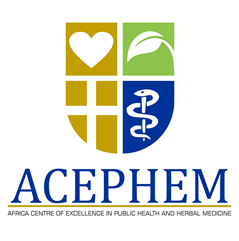 ACEPHEM
AFRICA CENTRE OF EXCELLENCE IN PUBLIC HEALTH AND HERBAL MEDICINE